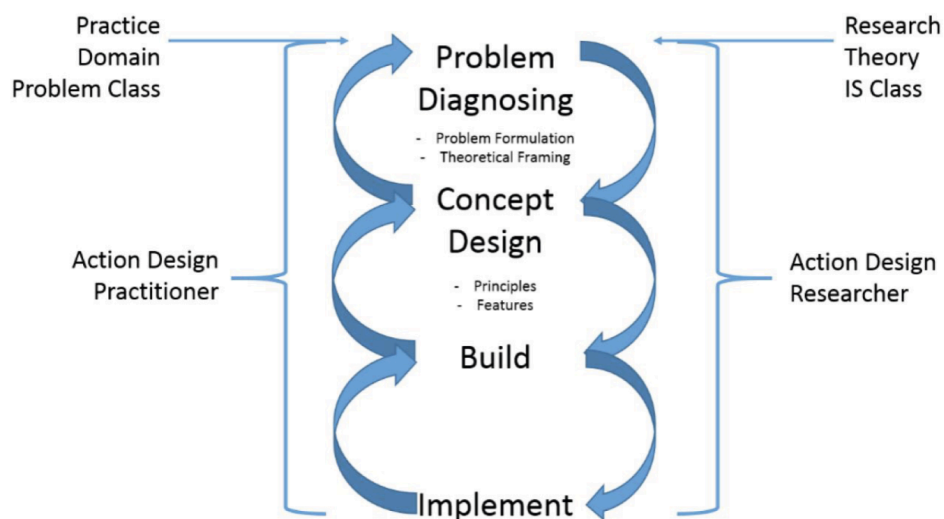 Practice
Domain
Problem Class
Problem
Diagnosing
- Problem Formulation
- Theoretical Framing
Research
Theory
IS Class
Concept
Design
- Principles
- Features
Action Design
Practitioner
Action Design
Researcher
Build
Implement